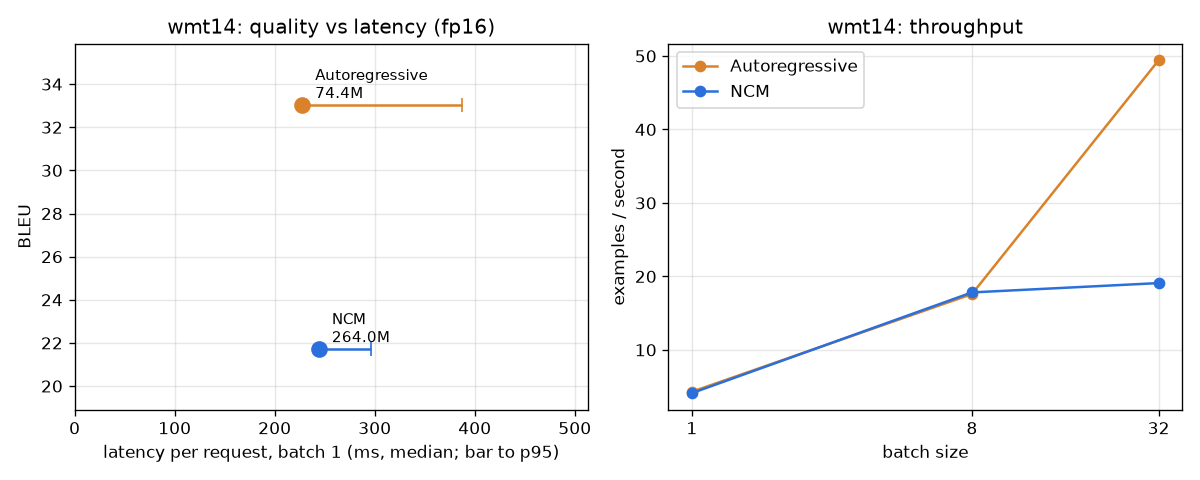 wmt14: quality vs latency (fp16)
BLEU
34
32
30
28
26
24
22
20
Autoregressive
74.4M
NCM
264.0M
0
100
200
300
400
500
latency per request, batch 1 (ms, median; bar to p95)
wmt14: throughput
examples / second
50
40
30
20
10
Autoregressive
NCM
1
8
32
batch size